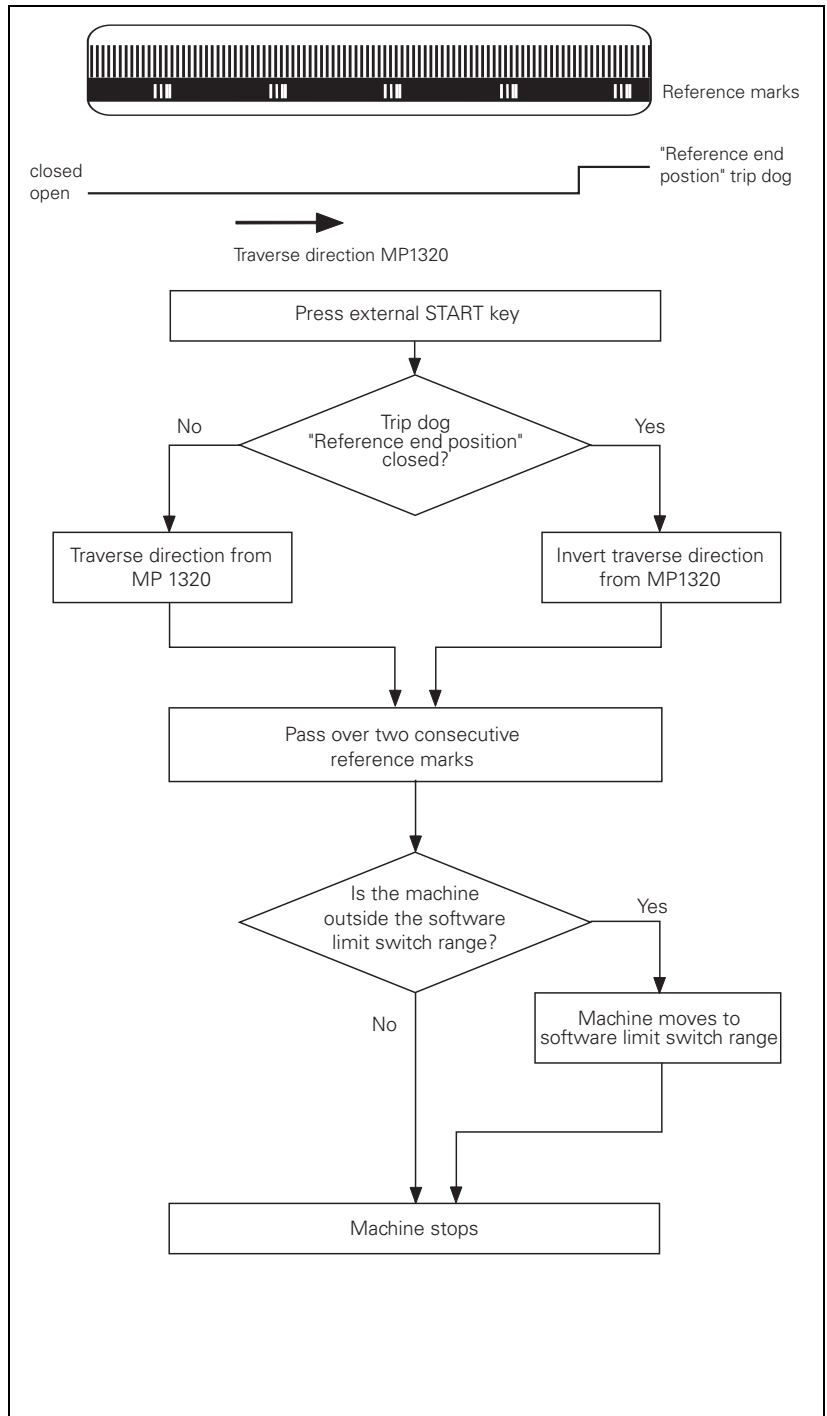 Reference marks
closed
open
"Reference end
postion" trip dog
Traverse direction MP1320
Press external START key
No
Trip dog
"Reference end position"
closed?
Yes
Traverse direction from
MP 1320
Invert traverse direction
from MP1320
Pass over two consecutive
reference marks
Is the machine
outside the software
limit switch range?
Yes
No
Machine moves to
software limit switch range
Machine stops